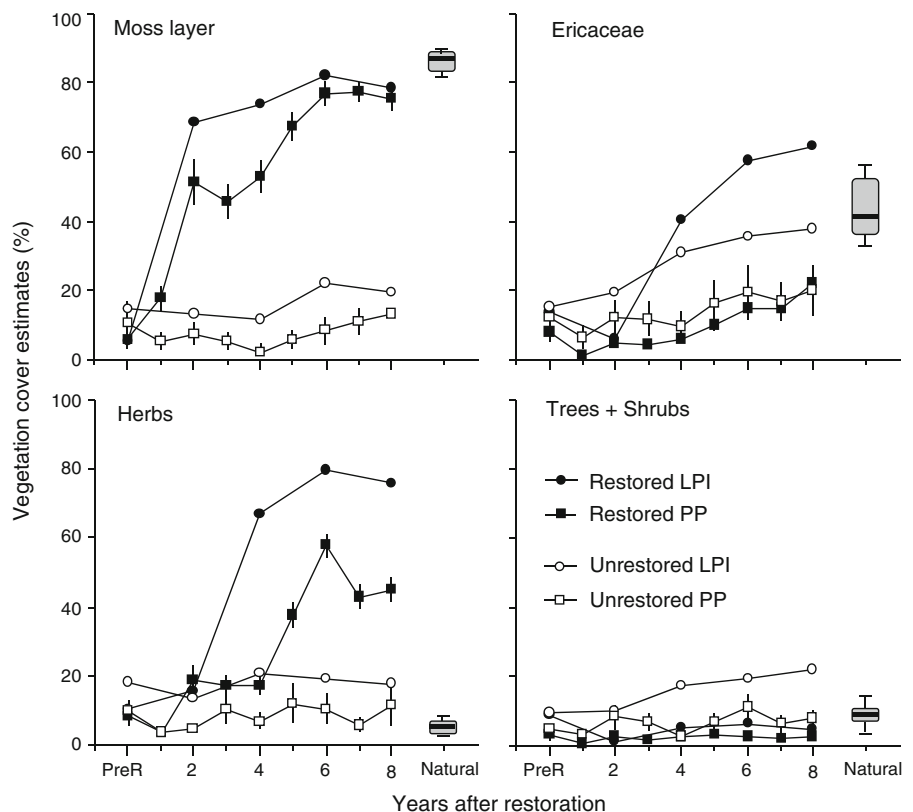 Vegetation cover estimates (%)
Moss layer
100
80
60
40
20
0
Ericaceae
Herbs
100
80
60
40
20
0
PreR 2 4 6 8 Natural
Trees + Shrubs
Restored LPI
Restored PP
Unrestored LPI
Unrestored PP
PreR 2 4 6 8 Natural
Years after restoration